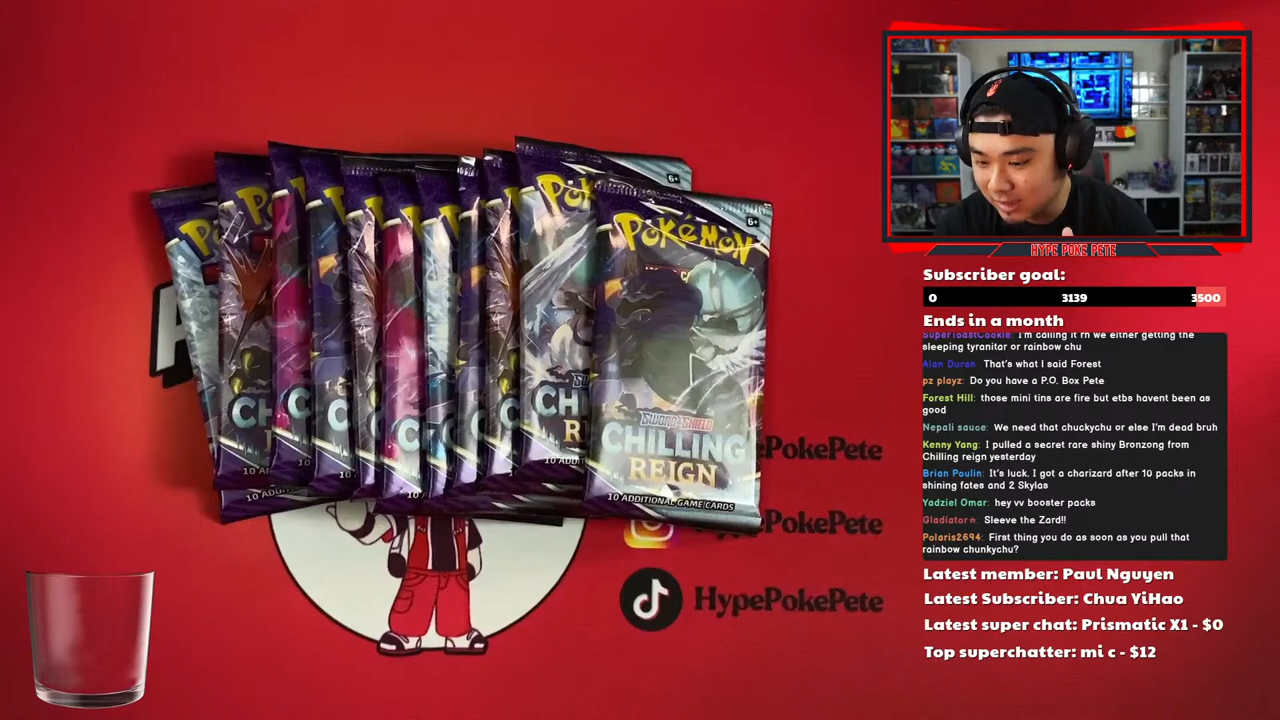 Pokémon
6+
6+
Pokémon
SWORD & SHIELD
CHILLING
REIGN
10 ADDITIONAL GAME CARDS
PokePete
PokePete
HypePokePete
HYPE POKE PETE
Subscriber goal:
0 3139 3500
Ends in a month
SuperToastCookie: I'm calling it rn we either getting the
sleeping tyranitar or rainbow chu
Alan Duran: That's what I said Forest
pz playz: Do you have a P.O. Box Pete
Forest Hill: those mini tins are fire but etbs havent been as
good
Nepali sauce: We need that chuckychu or else I'm dead bruh
Kenny Yang: I pulled a secret rare shiny Bronzong from
Chilling reign yesterday
Brian Poulin: It's luck. I got a charizard after 10 packs in
shining fates and 2 Skylas
Yadziel Omar: hey vv booster packs
Gladiator☆: Sleeve the Zard!!
Polaris2694: First thing you do as soon as you pull that
rainbow chunkychu?
Latest member: Paul Nguyen
Latest Subscriber: Chua YiHao
Latest super chat: Prismatic X1 - $0
Top superchatter: mi c - $12